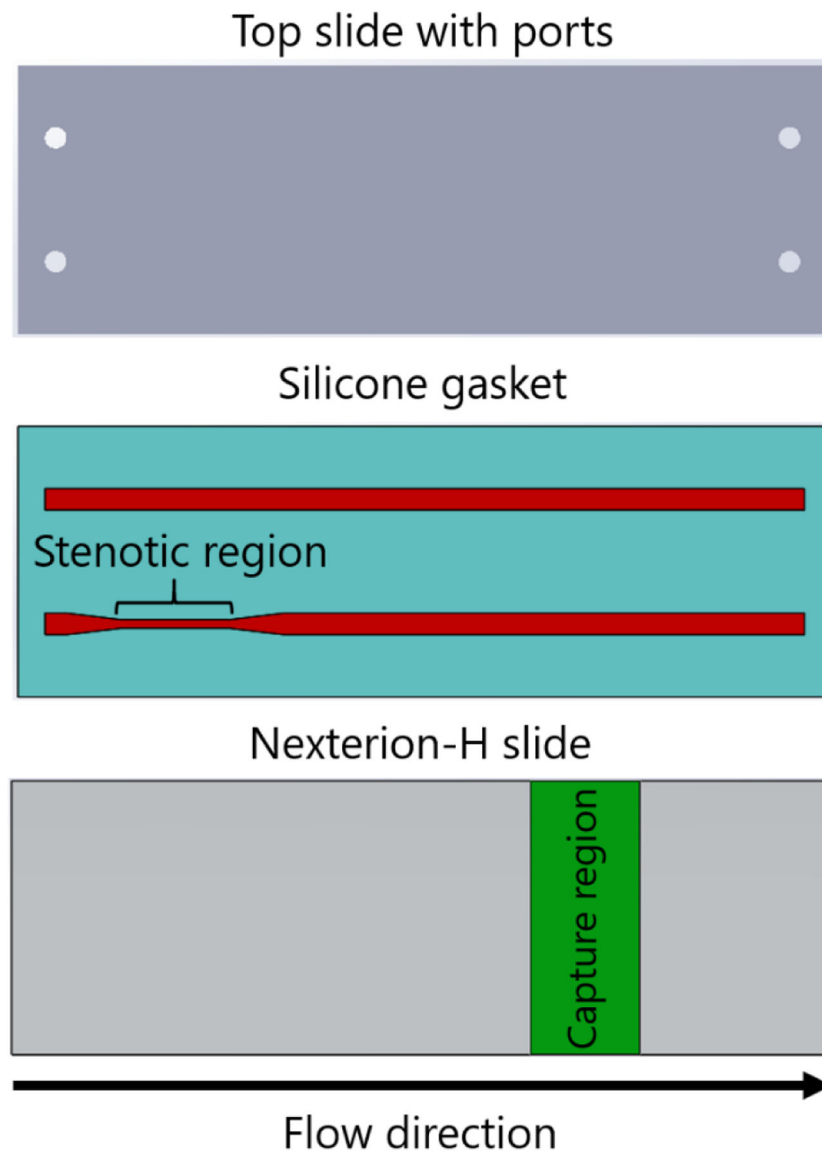 Top slide with ports
Silicone gasket
Stenotic region
Nexterion-H slide
Capture region
Flow direction